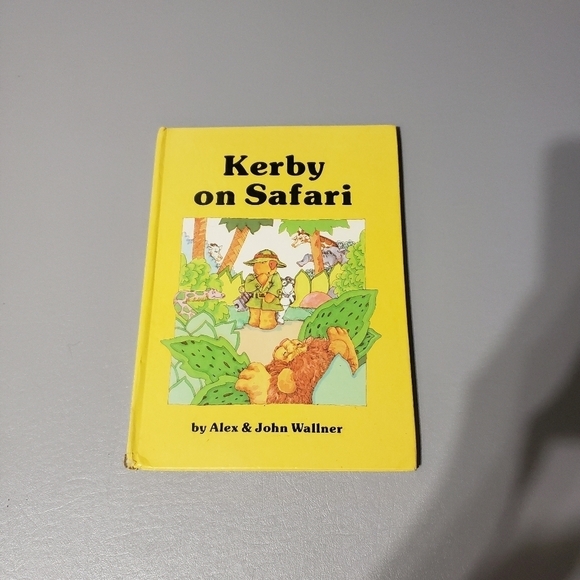 Kerby
on Safari
by Alex & John Wallner